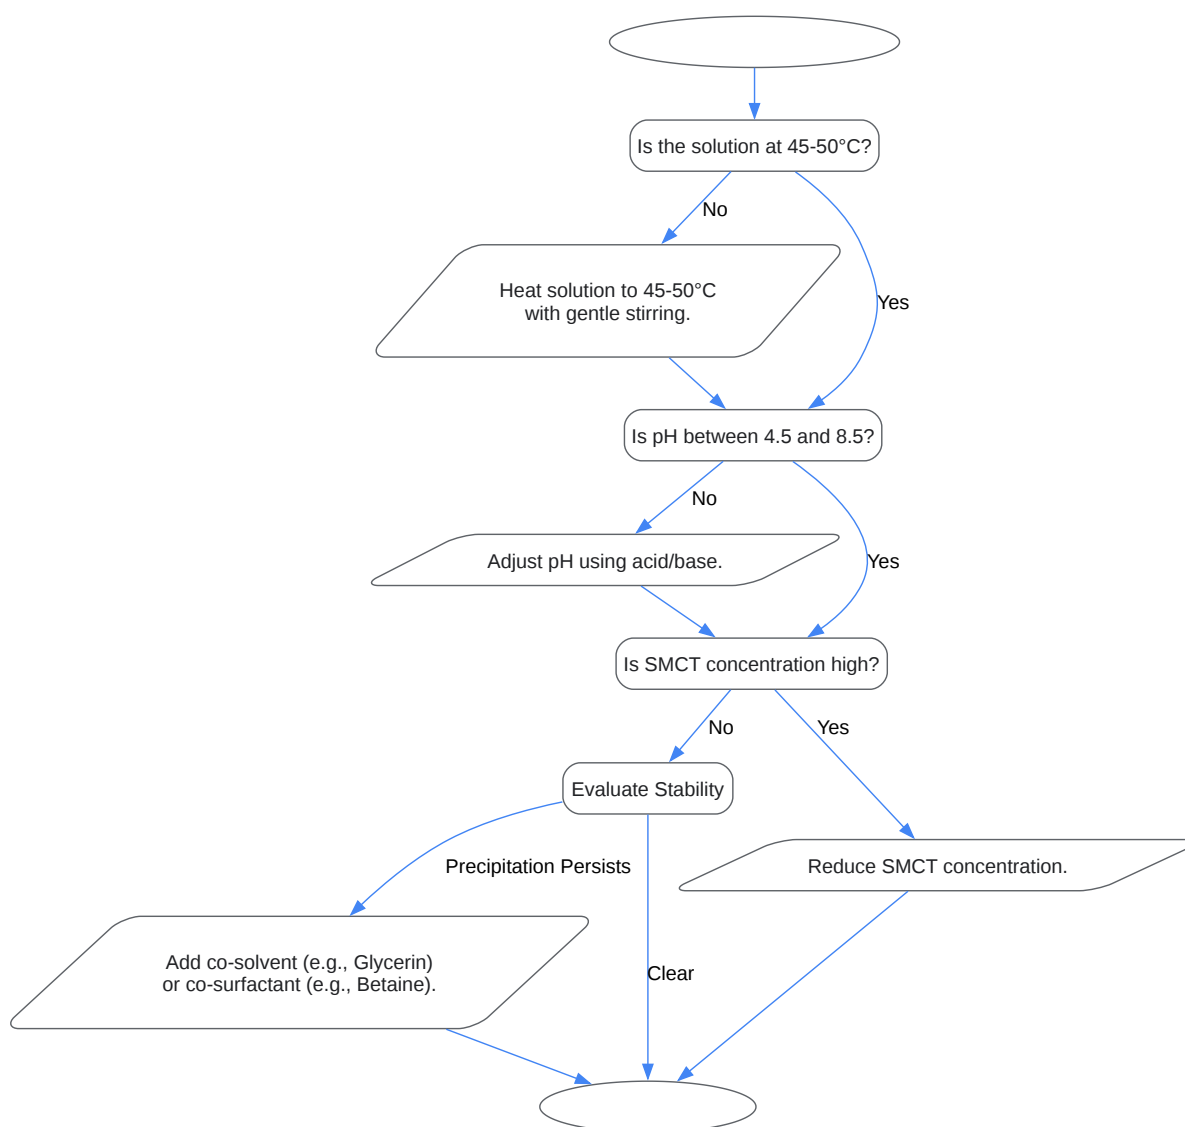 Is the solution at 45-50°C?
No
Heat solution to 45-50°C
with gentle stirring.
Yes
Is pH between 4.5 and 8.5?
No
Adjust pH using acid/base.
Yes
Is SMCT concentration high?
No
Yes
Evaluate Stability
Precipitation Persists
Reduce SMCT concentration.
Add co-solvent (e.g., Glycerin)
or co-surfactant (e.g., Betaine).
Clear